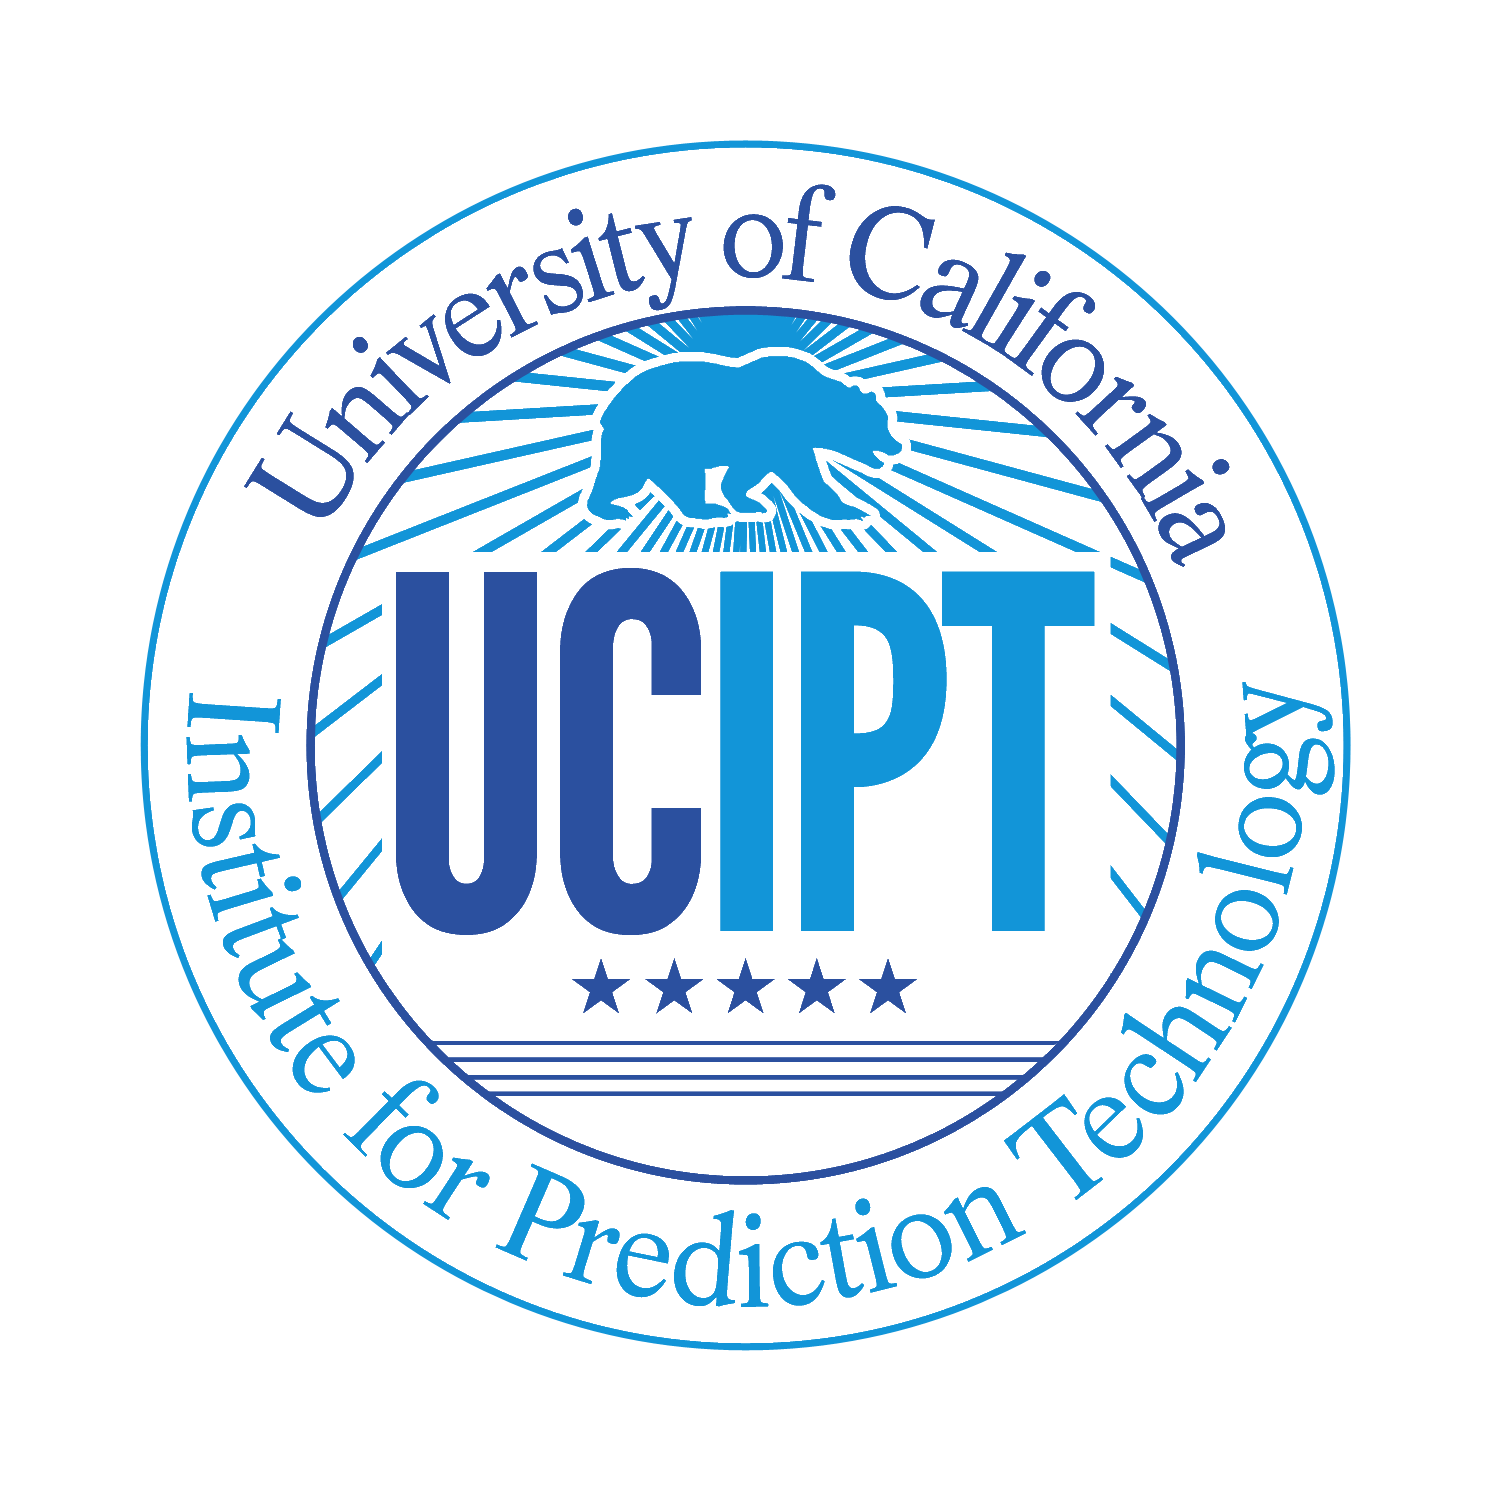 University of California
UCIPT
Institute for Prediction Technology